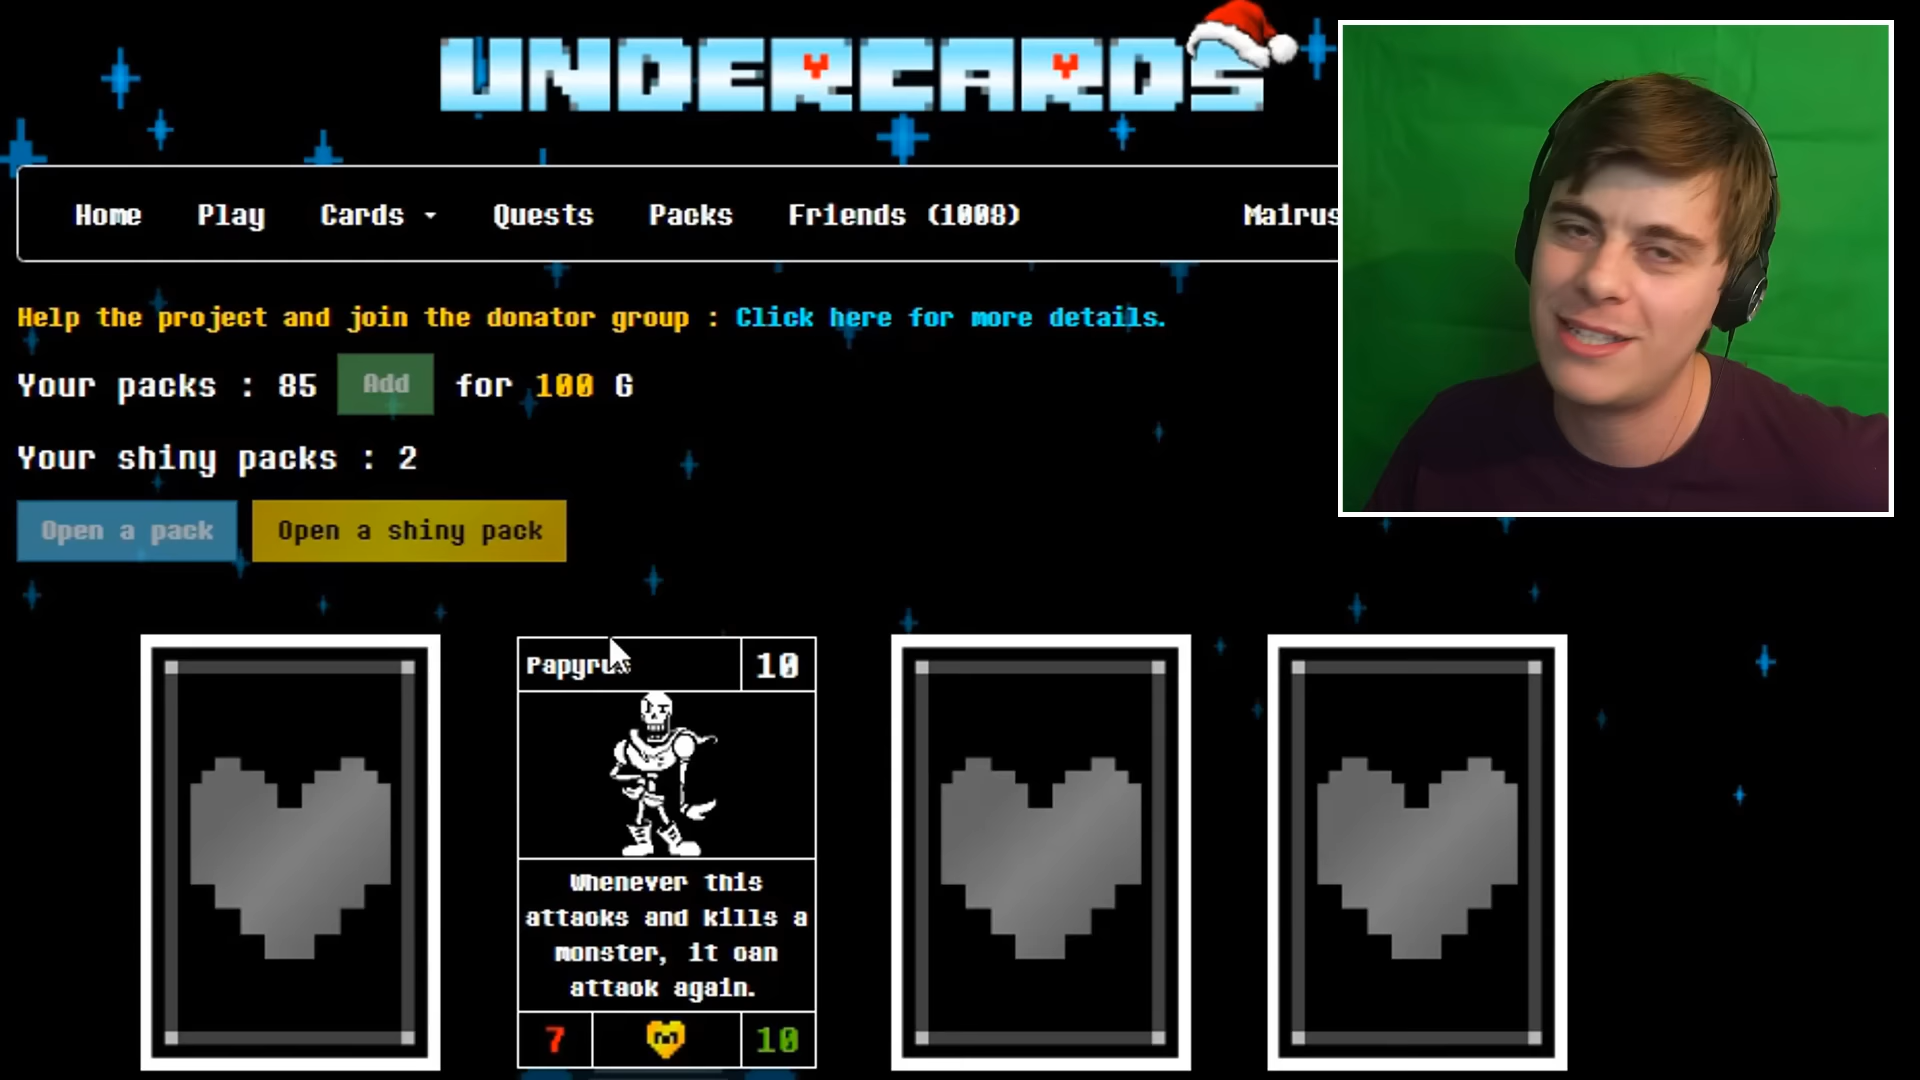 UNDERCARDS
Home Play Cards Quests Packs Friends (1008) Mairus
Help the project and join the donator group : Click here for more details.
Your packs : 85 Add for 100 G
Your shiny packs : 2
Open a pack Open a shiny pack
Papyrus 10
Whenever this
attacks and kills a
monster, it can
attack again.
7 10